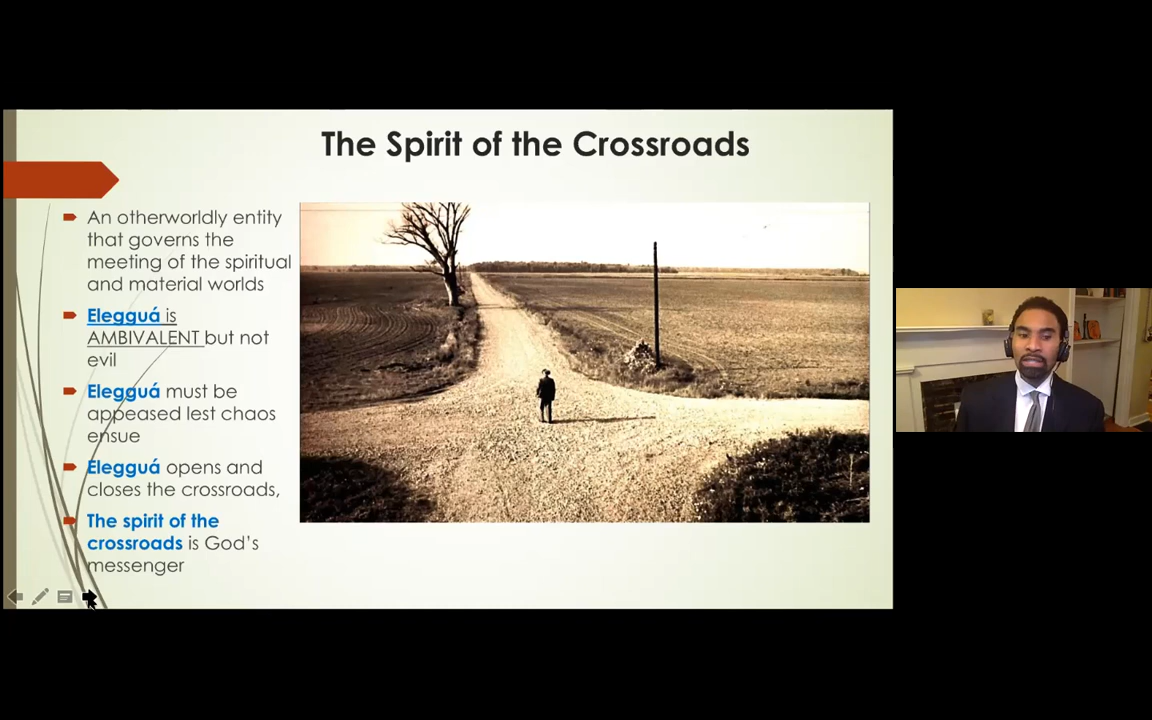 The Spirit of the Crossroads
An otherworldly entity
that governs the
meeting of the spiritual
and material worlds
Elegguá is
AMBIVALENT but not
evil
Elegguá must be
appeased lest chaos
ensue
Elegguá opens and
closes the crossroads,
The spirit of the
crossroads is God's
messenger